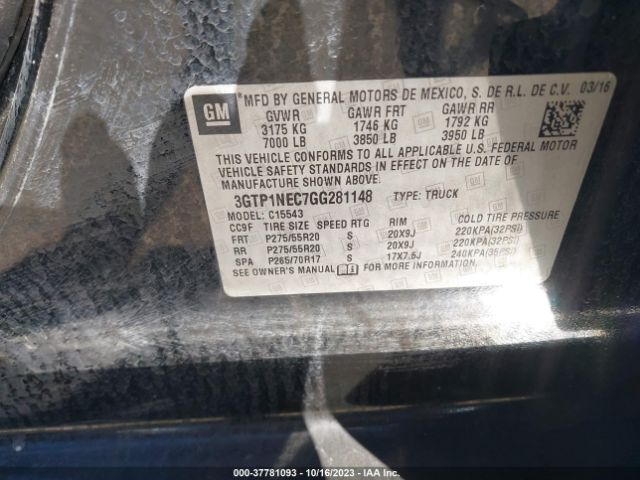 GM MFD BY GENERAL MOTORS DE MEXICO, S. DE R.L. DE C.V. 03/16
GVWR GAWR FRT GAWR RR
3175 KG 1746 KG 1792 KG
7000 LB 3850 LB 3950 LB
THIS VEHICLE CONFORMS TO ALL APPLICABLE U.S. FEDERAL MOTOR
VEHICLE SAFETY STANDARDS IN EFFECT ON THE DATE OF
MANUFACTURE SHOWN ABOVE.
3GTP1NEC7GG281148 TYPE: TRUCK
MODEL: C15543
CC9F TIRE SIZE SPEED RTG RIM COLD TIRE PRESSURE
FRT P275/55R20 S 20X9J 220KPA(32PSI)
RR P275/55R20 S 20X9J 220KPA(32PSI)
SPA P265/70R17 S 17X7.5J 240KPA(35PSI)
SEE OWNER'S MANUAL FOR MORE INFORMATION.
000-37781093 - 10/16/2023 - IAA Inc.